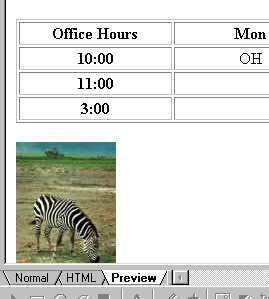 Office Hours Mon
10:00 OH
11:00
3:00
Normal HTML Preview